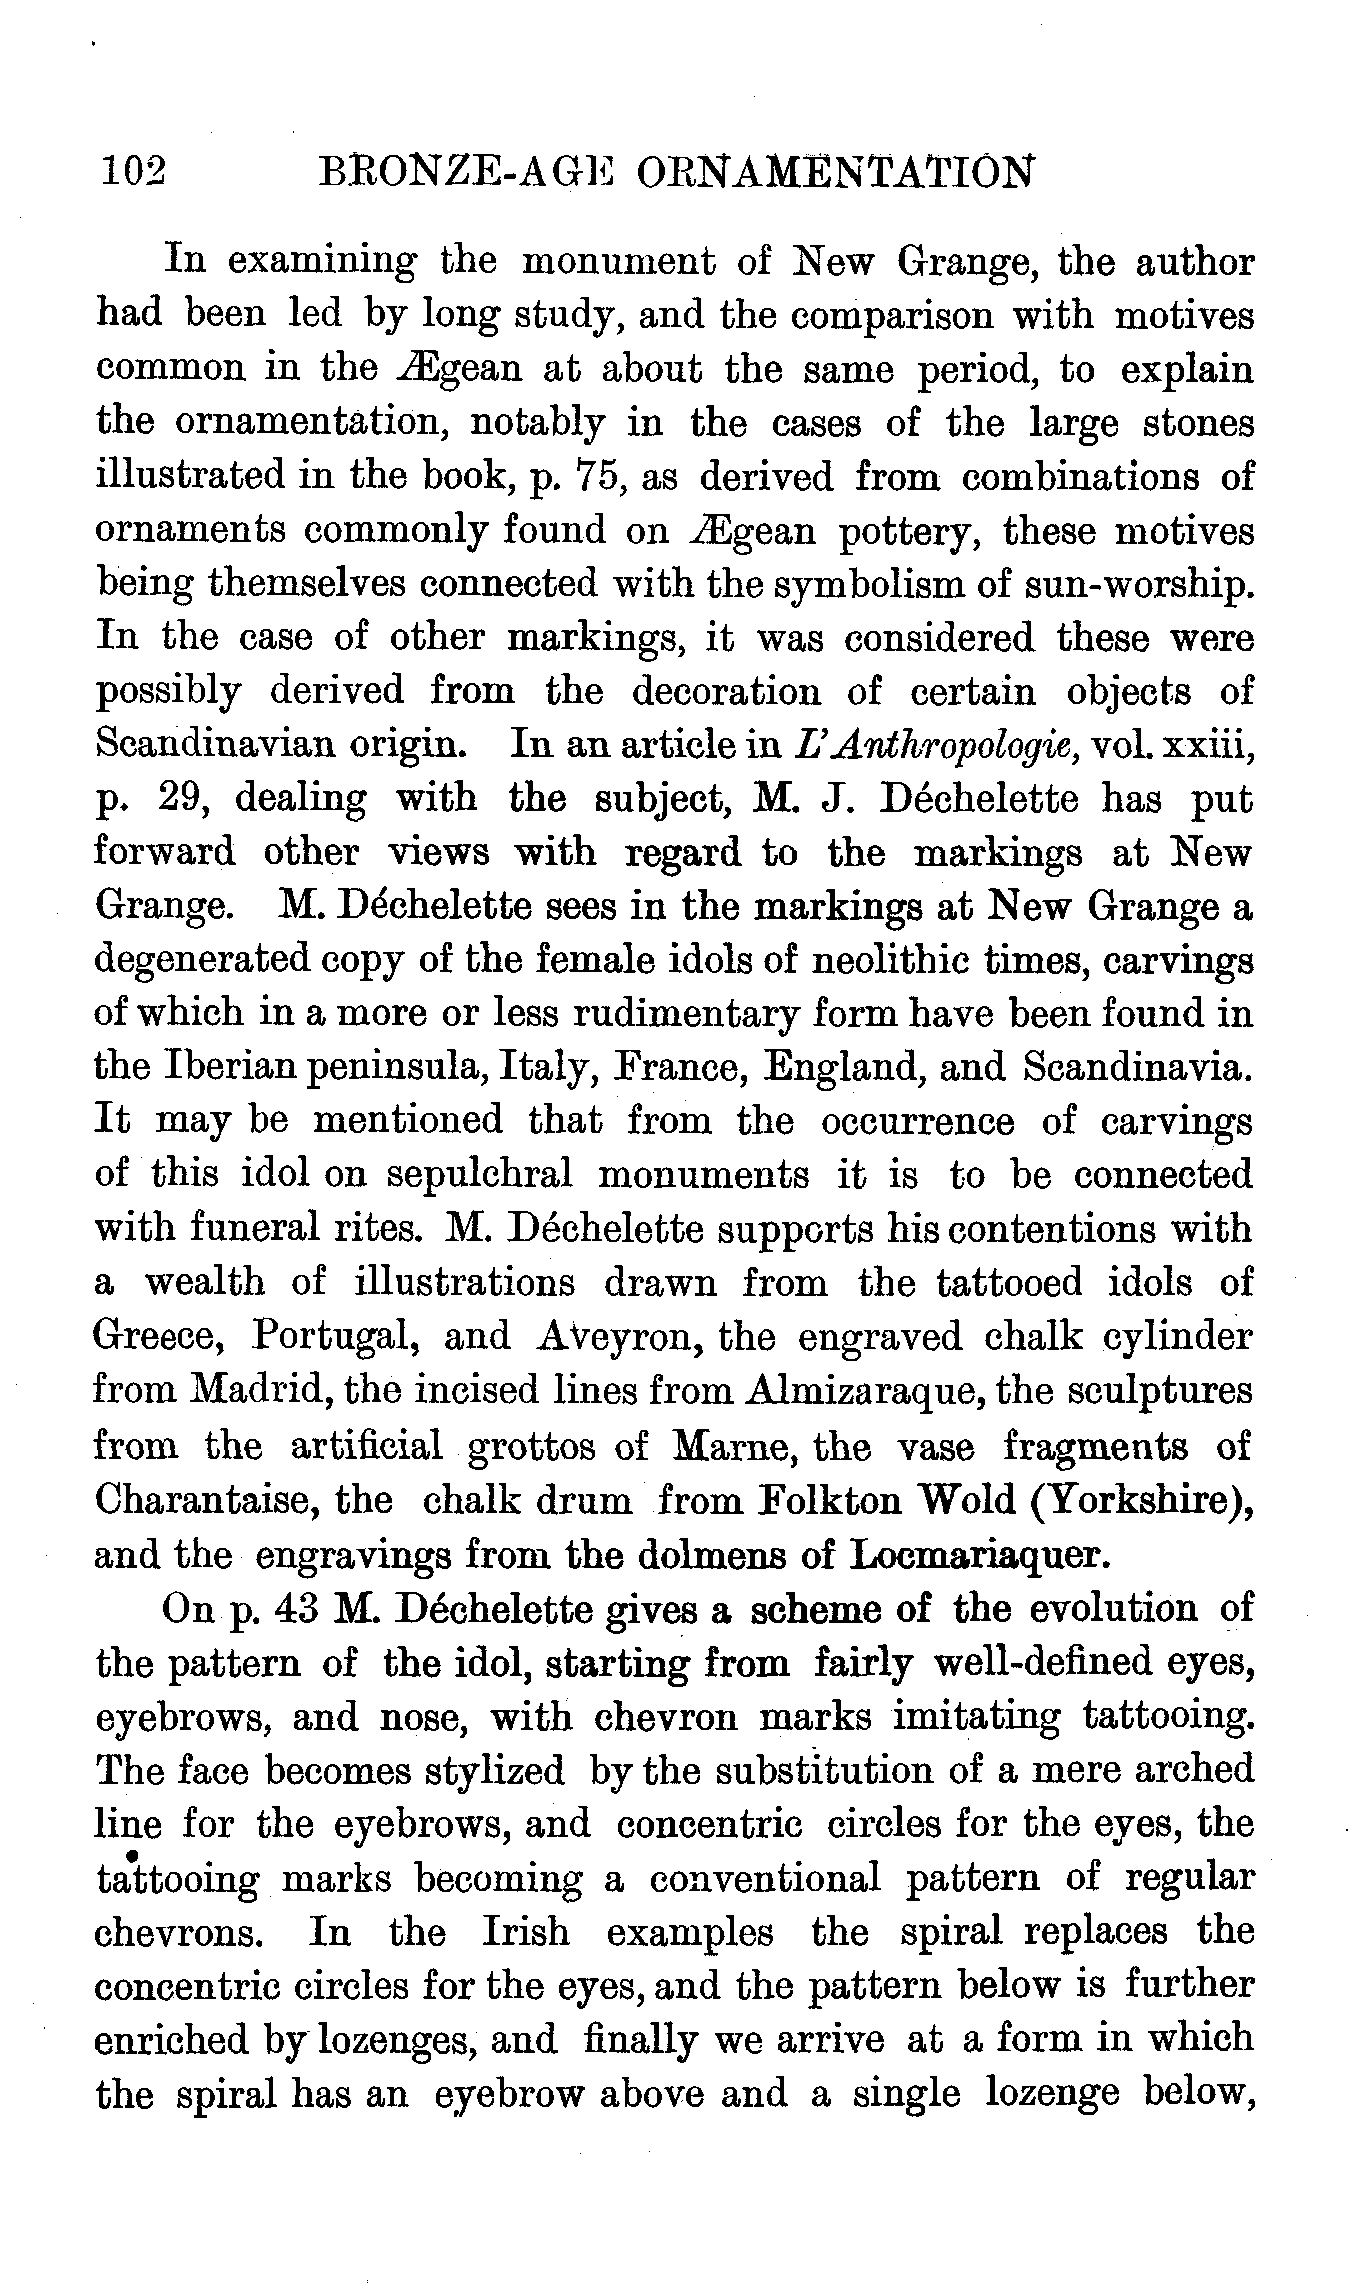 102 BRONZE-AGE ORNAMENTATION
In examining the monument of New Grange, the author
had been led by long study, and the comparison with motives
common in the Ægean at about the same period, to explain
the ornamentation, notably in the cases of the large stones
illustrated in the book, p. 75, as derived from combinations of
ornaments commonly found on Ægean pottery, these motives
being themselves connected with the symbolism of sun-worship.
In the case of other markings, it was considered these were
possibly derived from the decoration of certain objects of
Scandinavian origin. In an article in L'Anthropologie, vol. xxiii,
p. 29, dealing with the subject, M. J. Déchelette has put
forward other views with regard to the markings at New
Grange. M. Déchelette sees in the markings at New Grange a
degenerated copy of the female idols of neolithic times, carvings
of which in a more or less rudimentary form have been found in
the Iberian peninsula, Italy, France, England, and Scandinavia.
It may be mentioned that from the occurrence of carvings
of this idol on sepulchral monuments it is to be connected
with funeral rites. M. Déchelette supports his contentions with
a wealth of illustrations drawn from the tattooed idols of
Greece, Portugal, and Aveyron, the engraved chalk cylinder
from Madrid, the incised lines from Almizaraque, the sculptures
from the artificial grottos of Marne, the vase fragments of
Charantaise, the chalk drum from Folkton Wold (Yorkshire),
and the engravings from the dolmens of Locmariaquer.
On p. 43 M. Déchelette gives a scheme of the evolution of
the pattern of the idol, starting from fairly well-defined eyes,
eyebrows, and nose, with chevron marks imitating tattooing.
The face becomes stylized by the substitution of a mere arched
line for the eyebrows, and concentric circles for the eyes, the
tattooing marks becoming a conventional pattern of regular
chevrons. In the Irish examples the spiral replaces the
concentric circles for the eyes, and the pattern below is further
enriched by lozenges, and finally we arrive at a form in which
the spiral has an eyebrow above and a single lozenge below,